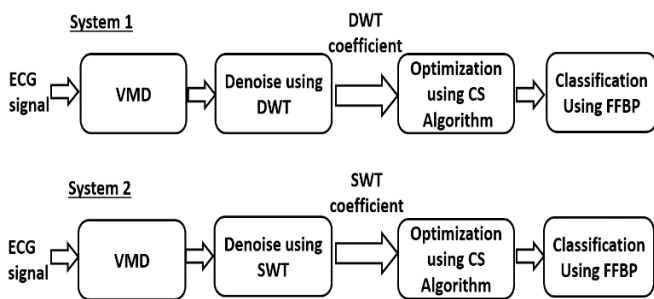 System 1
DWT
coefficient
ECG
signal
VMD
Denoise using
DWT
Optimization
using CS
Algorithm
Classification
Using FFBP
System 2
SWT
coefficient
ECG
signal
VMD
Denoise using
SWT
Optimization
using CS
Algorithm
Classification
Using FFBP